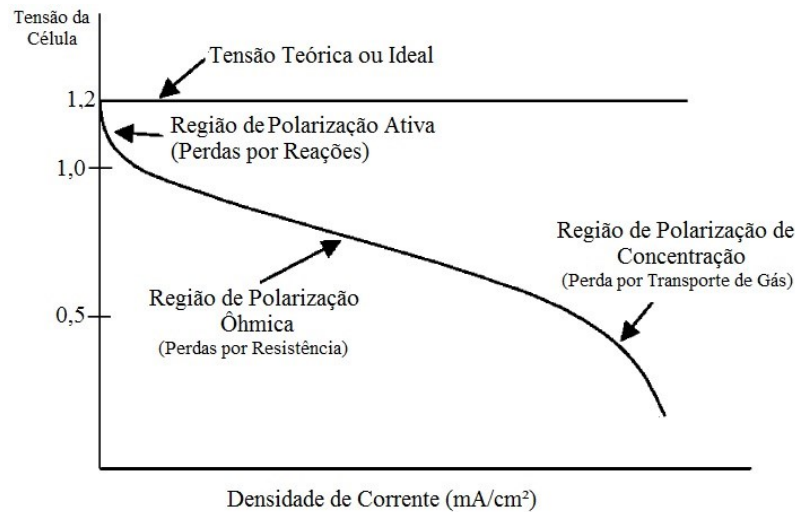 Tensão da
Célula
Tensão Teórica ou Ideal
1,2
Região de Polarização Ativa
(Perdas por Reações)
1,0
Região de Polarização de
Concentração
(Perda por Transporte de Gás)
Região de Polarização
Ôhmica
(Perdas por Resistência)
0,5
Densidade de Corrente (mA/cm²)